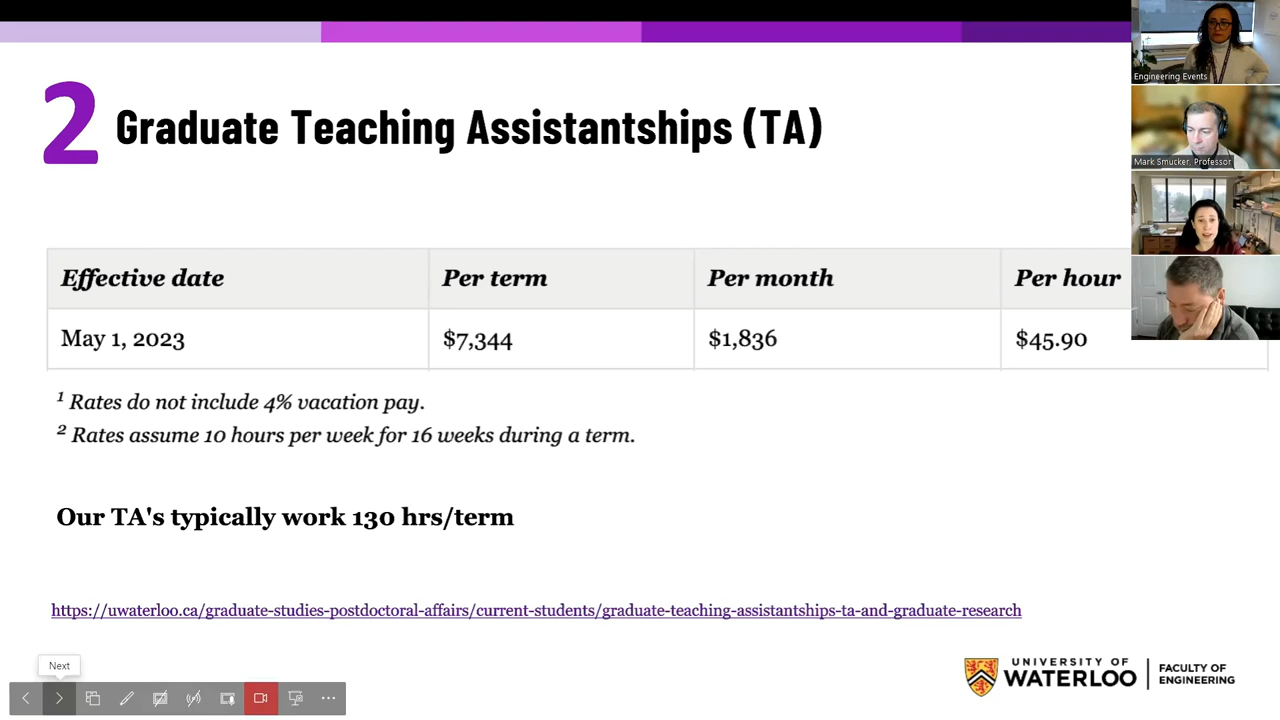 2 Graduate Teaching Assistantships (TA)
Effective date Per term Per month Per hour
May 1, 2023 $7,344 $1,836 $45.90
1 Rates do not include 4% vacation pay.
2 Rates assume 10 hours per week for 16 weeks during a term.
Our TA's typically work 130 hrs/term
https://uwaterloo.ca/graduate-studies-postdoctoral-affairs/current-students/graduate-teaching-assistantships-ta-and-graduate-research
Next
UNIVERSITY OF
WATERLOO
FACULTY OF
ENGINEERING
Engineering Events
Mark Smucker, Professor